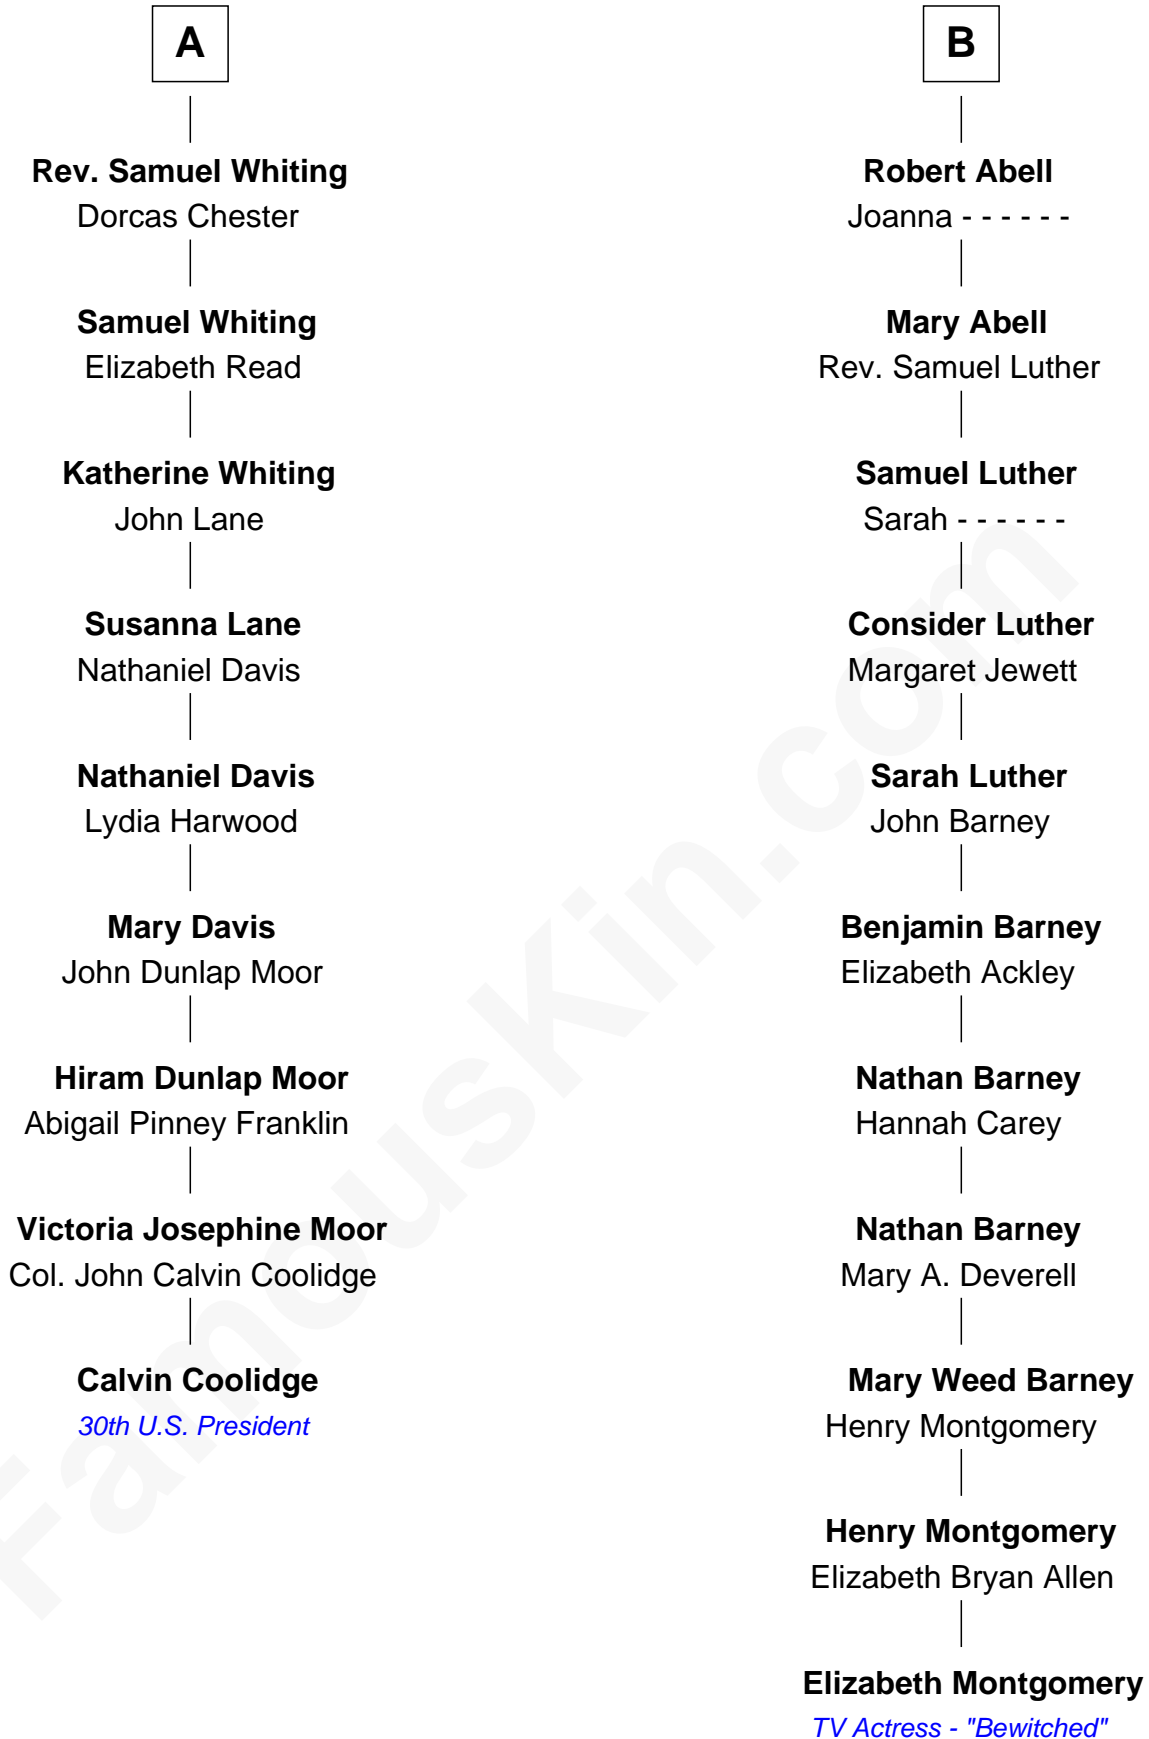 A
Rev. Samuel Whiting
Dorcas Chester
Samuel Whiting
Elizabeth Read
Katherine Whiting
John Lane
Susanna Lane
Nathaniel Davis
Nathaniel Davis
Lydia Harwood
Mary Davis
John Dunlap Moor
Hiram Dunlap Moor
Abigail Pinney Franklin
Victoria Josephine Moor
Col. John Calvin Coolidge
Calvin Coolidge
30th U.S. President
B
Robert Abell
Joanna - - - - - -
Mary Abell
Rev. Samuel Luther
Samuel Luther
Sarah - - - - - -
Consider Luther
Margaret Jewett
Sarah Luther
John Barney
Benjamin Barney
Elizabeth Ackley
Nathan Barney
Hannah Carey
Nathan Barney
Mary A. Deverell
Mary Weed Barney
Henry Montgomery
Henry Montgomery
Elizabeth Bryan Allen
Elizabeth Montgomery
TV Actress - "Bewitched"
FamousKin.com